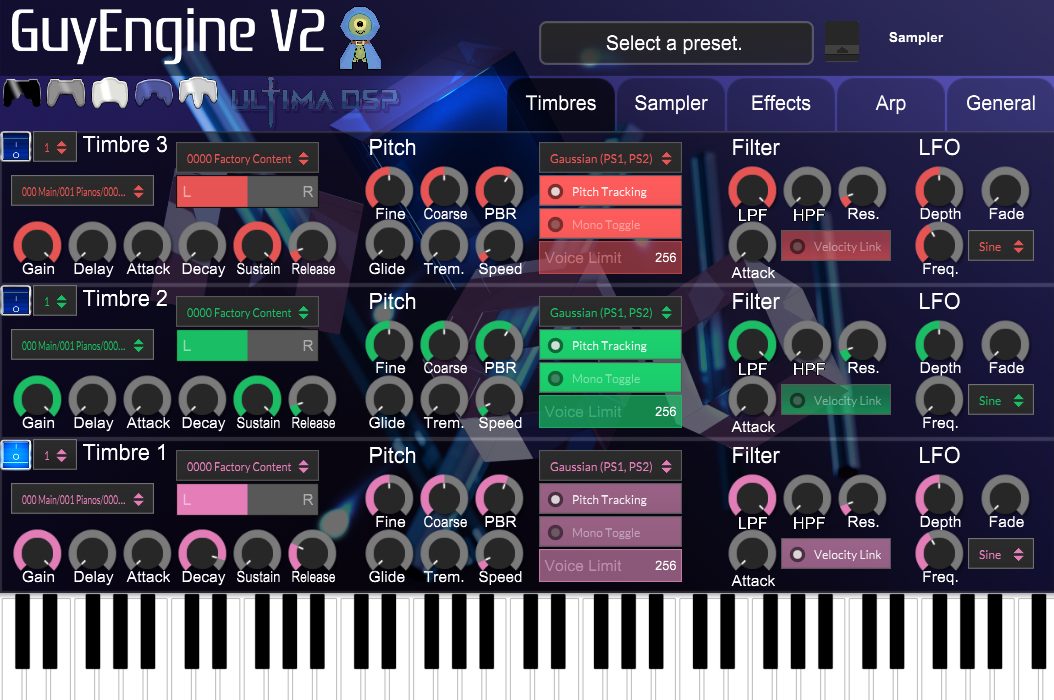 GuyEngine V2
Select a preset.
Sampler
ULTIMA DSP
Timbres Sampler Effects Arp General
1 Timbre 3
0000 Factory Content
000 Main/001 Pianos/000...
L R
Gain Delay Attack Decay Sustain Release
Pitch
Fine Coarse PBR
Glide Trem. Speed
Gaussian (PS1, PS2)
Pitch Tracking
Mono Toggle
Voice Limit 256
Filter
LPF HPF Res.
Attack Velocity Link
LFO
Depth Fade
Freq. Sine
1 Timbre 2
0000 Factory Content
000 Main/001 Pianos/000...
L R
Gain Delay Attack Decay Sustain Release
Pitch
Fine Coarse PBR
Glide Trem. Speed
Gaussian (PS1, PS2)
Pitch Tracking
Mono Toggle
Voice Limit 256
Filter
LPF HPF Res.
Attack Velocity Link
LFO
Depth Fade
Freq. Sine
1 Timbre 1
0000 Factory Content
000 Main/001 Pianos/000...
L R
Gain Delay Attack Decay Sustain Release
Pitch
Fine Coarse PBR
Glide Trem. Speed
Gaussian (PS1, PS2)
Pitch Tracking
Mono Toggle
Voice Limit 256
Filter
LPF HPF Res.
Attack Velocity Link
LFO
Depth Fade
Freq. Sine